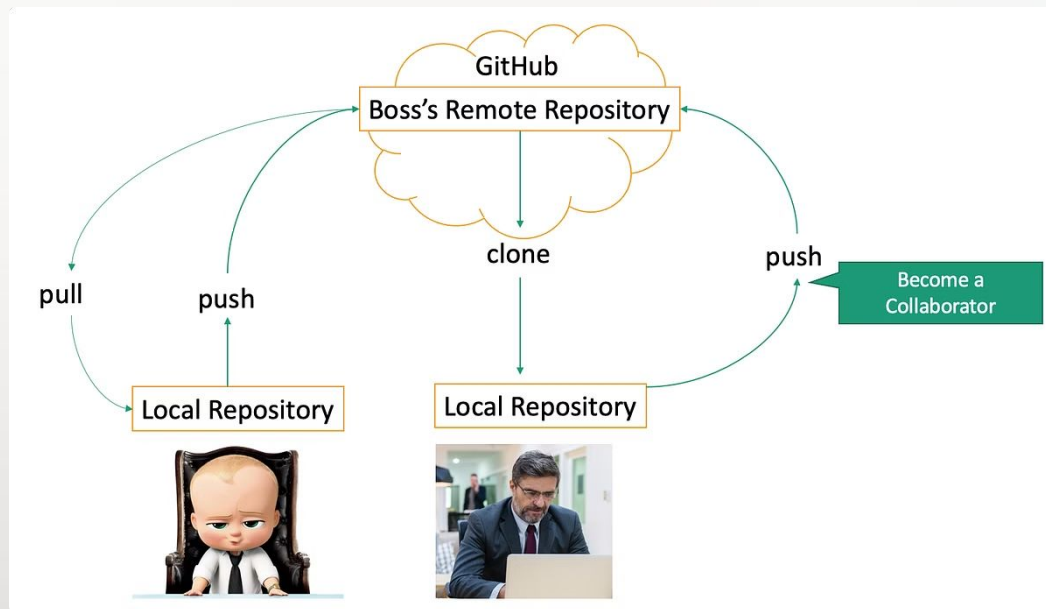 GitHub
Boss's Remote Repository
clone
push
pull
push
Become a
Collaborator
Local Repository
Local Repository